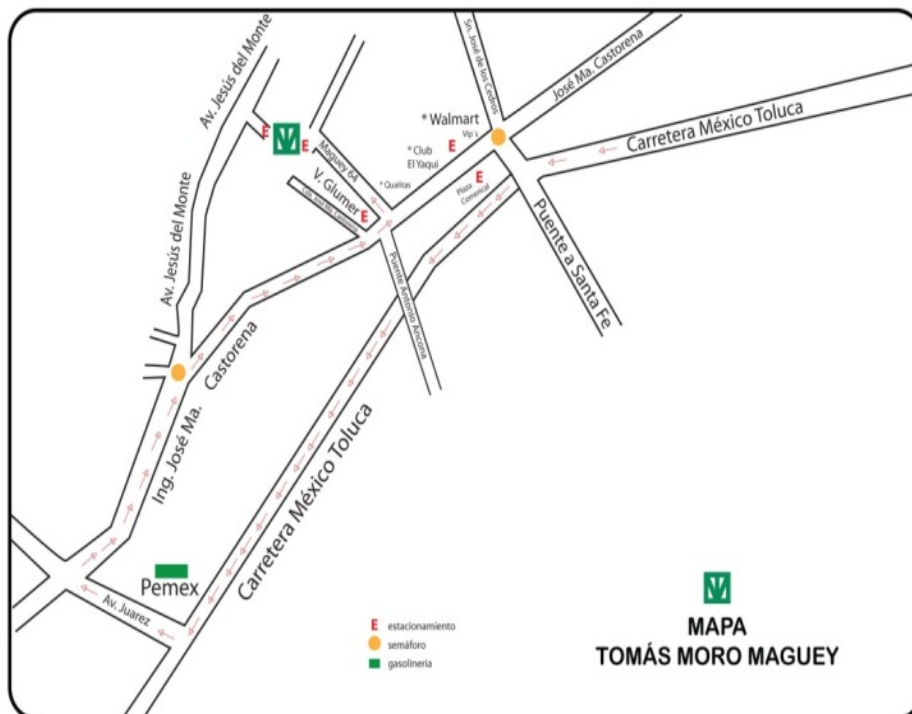 Av. Jesús del Monte
Sn. José de los Cedros
José Ma. Castorena
* Walmart
Vip´s
Carretera México Toluca
E
E
Maguey 64
* Club
El Yaqui
E
* Qualitas
Plaza
Comerical
E
V. Glumer
E
Av. Jesús del Monte
Puente Antonio Ancona
Puente a Santa Fe
Castorena
Ing. José Ma.
Carretera México Toluca
Pemex
Av. Juarez
E estacionamiento
semáforo
gasolineria
MAPA
TOMÁS MORO MAGUEY